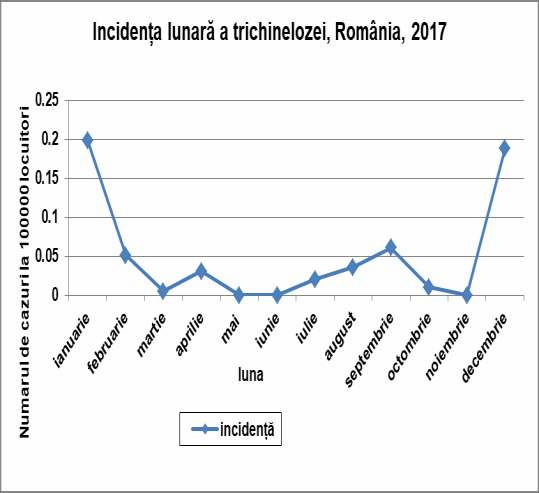 Incidența lunară a trichinelozei, România, 2017
Numarul de cazuri la 100000 locuitori
0.25
0.2
0.15
0.1
0.05
0
ianuarie
februarie
martie
aprilie
mai
iunie
iulie
august
septembrie
octombrie
noiembrie
decembrie
luna
incidență